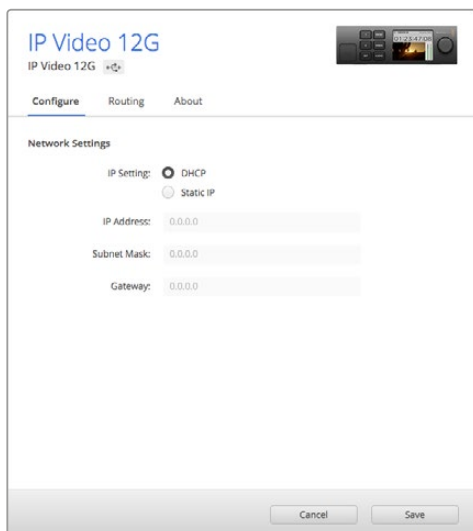 IP Video 12G
IP Video 12G
01:23:47:08
Configure Routing About
Network Settings
IP Setting: DHCP
Static IP
IP Address: 0.0.0.0
Subnet Mask: 0.0.0.0
Gateway: 0.0.0.0
Cancel Save